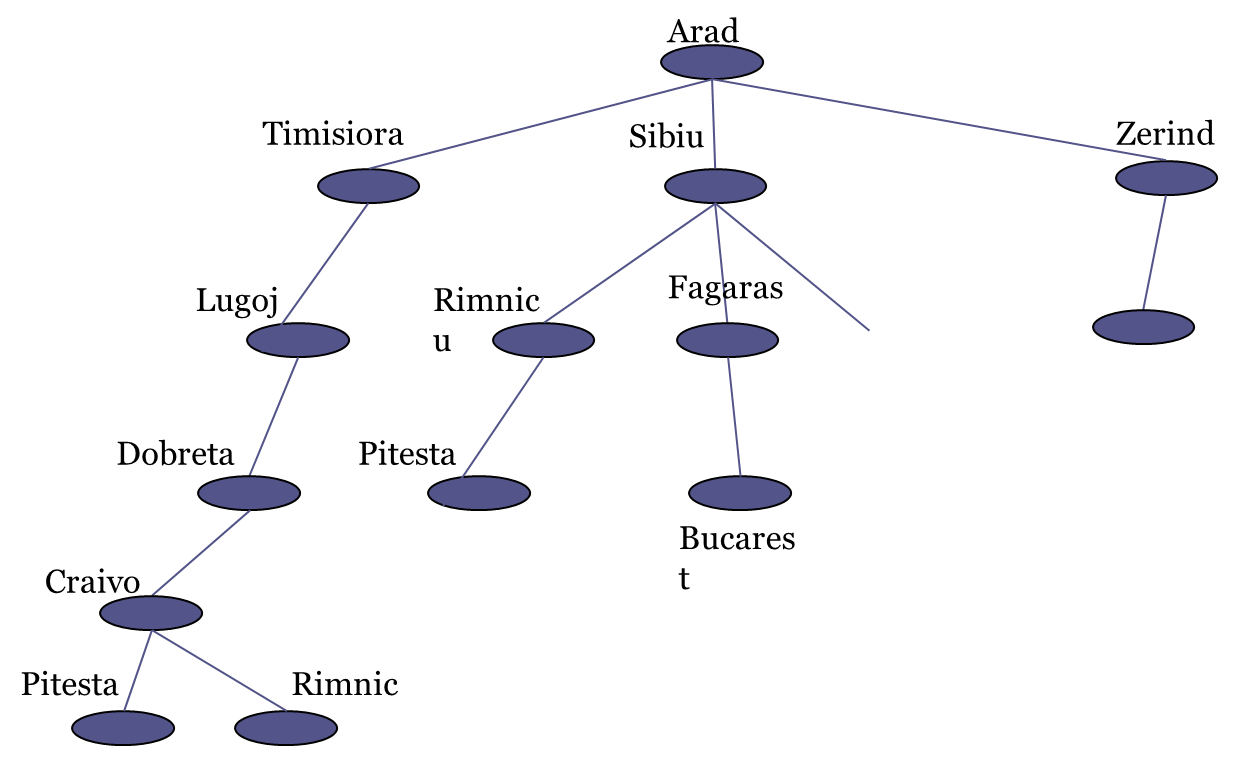 Arad
Timisiora
Sibiu
Zerind
Lugoj
Rimnic
u
Fagaras
Dobreta
Pitesta
Bucares
t
Craivo
Pitesta
Rimnic